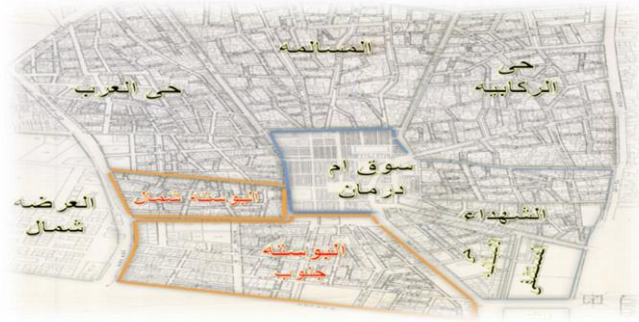 المسالمه
حى
الركابيه
حى العرب
سوق ام
درمان
العرضه
شمال
البوسته شمال
الشهداء
البوسته
جنوب